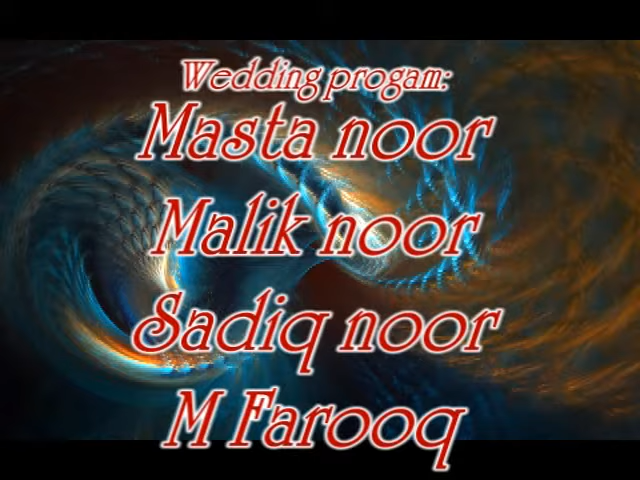 Wedding progam:
Masta noor
Malik noor
Sadiq noor
M Farooq